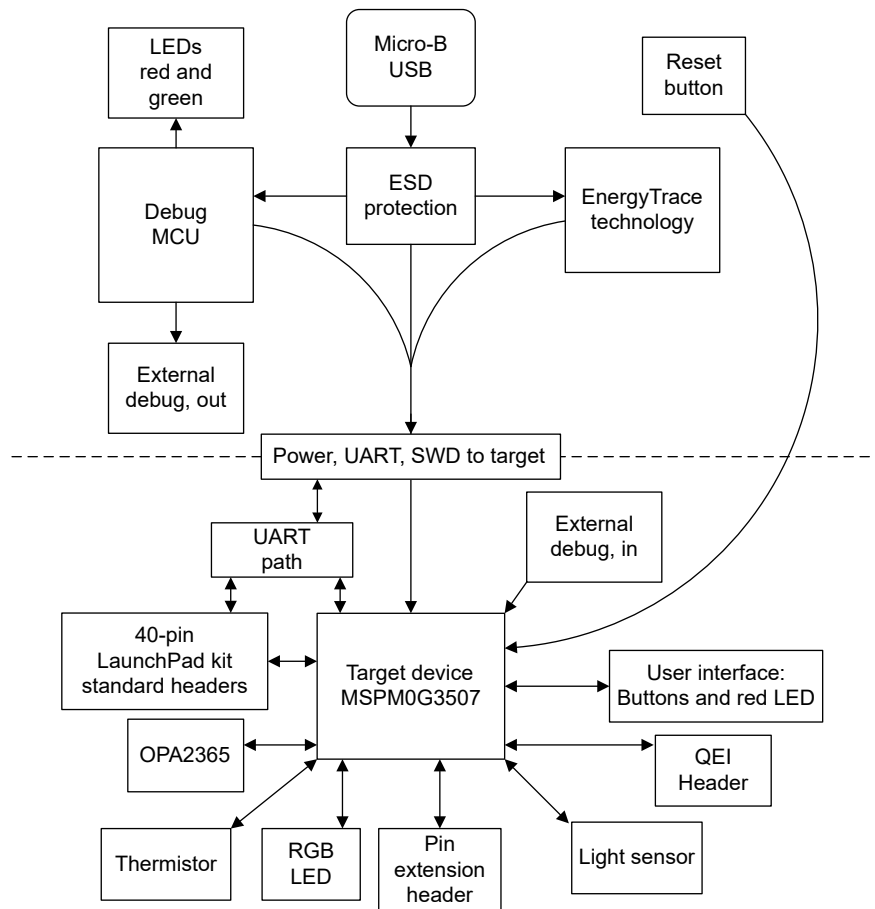 LEDs
red and
green
Micro-B
USB
Reset
button
Debug
MCU
ESD
protection
EnergyTrace
technology
External
debug, out
Power, UART, SWD to target
UART
path
External
debug, in
40-pin
LaunchPad kit
standard headers
Target device
MSPM0G3507
User interface:
Buttons and red LED
OPA2365
QEI
Header
Thermistor
RGB
LED
Pin
extension
header
Light sensor